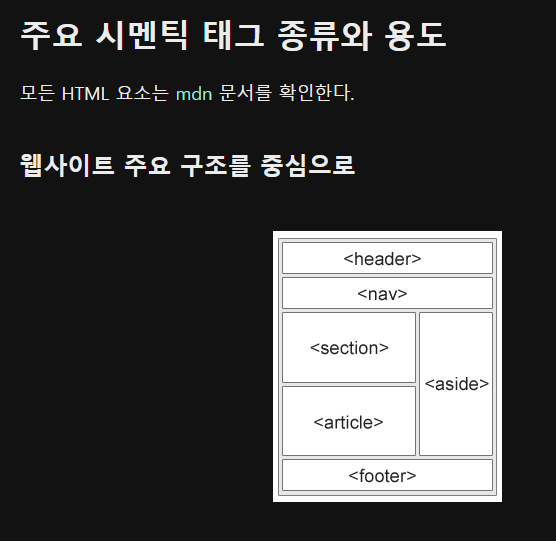 주요 시멘틱 태그 종류와 용도
모든 HTML 요소는 mdn 문서를 확인한다.
웹사이트 주요 구조를 중심으로
<header>
<nav>
<section>
<aside>
<article>
<footer>